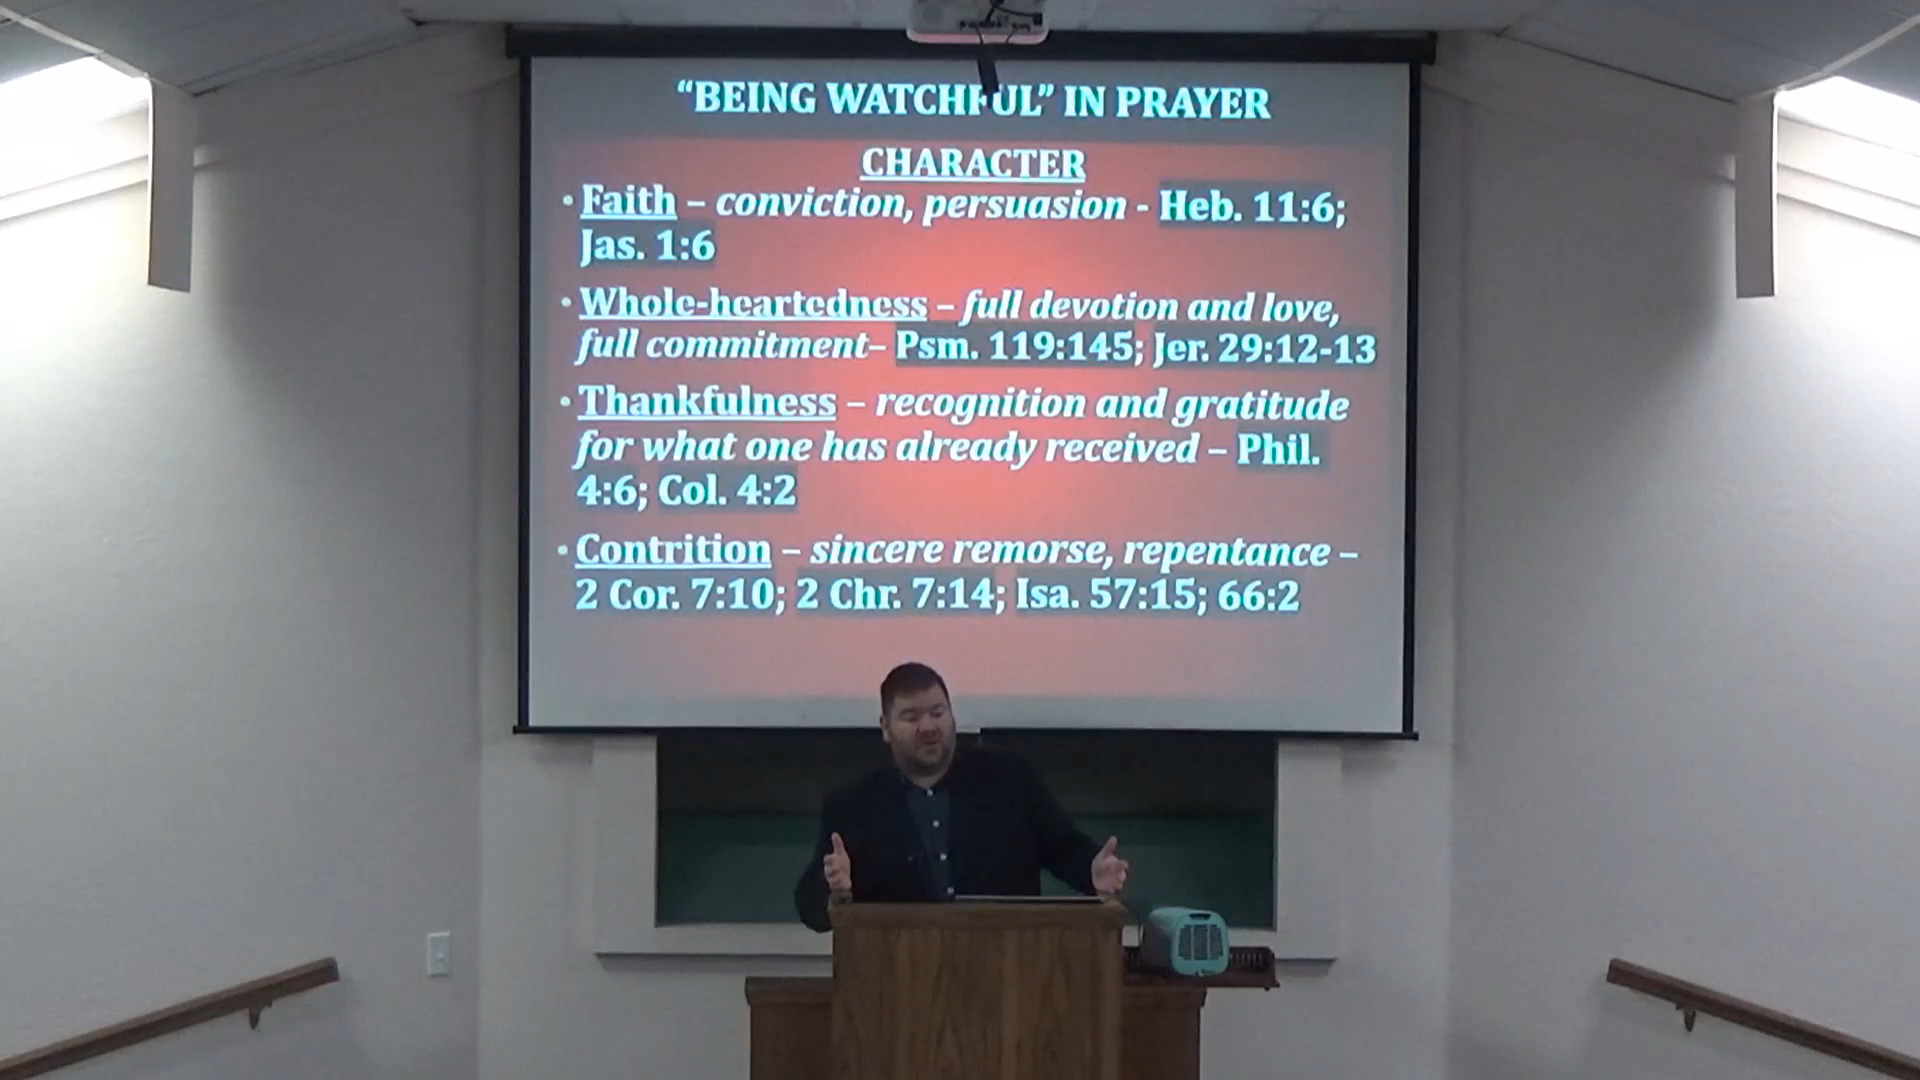 “BEING WATCHFUL” IN PRAYER
CHARACTER
• Faith – conviction, persuasion - Heb. 11:6;
Jas. 1:6
• Whole-heartedness – full devotion and love,
full commitment– Psm. 119:145; Jer. 29:12-13
• Thankfulness – recognition and gratitude
for what one has already received – Phil.
4:6; Col. 4:2
• Contrition – sincere remorse, repentance –
2 Cor. 7:10; 2 Chr. 7:14; Isa. 57:15; 66:2